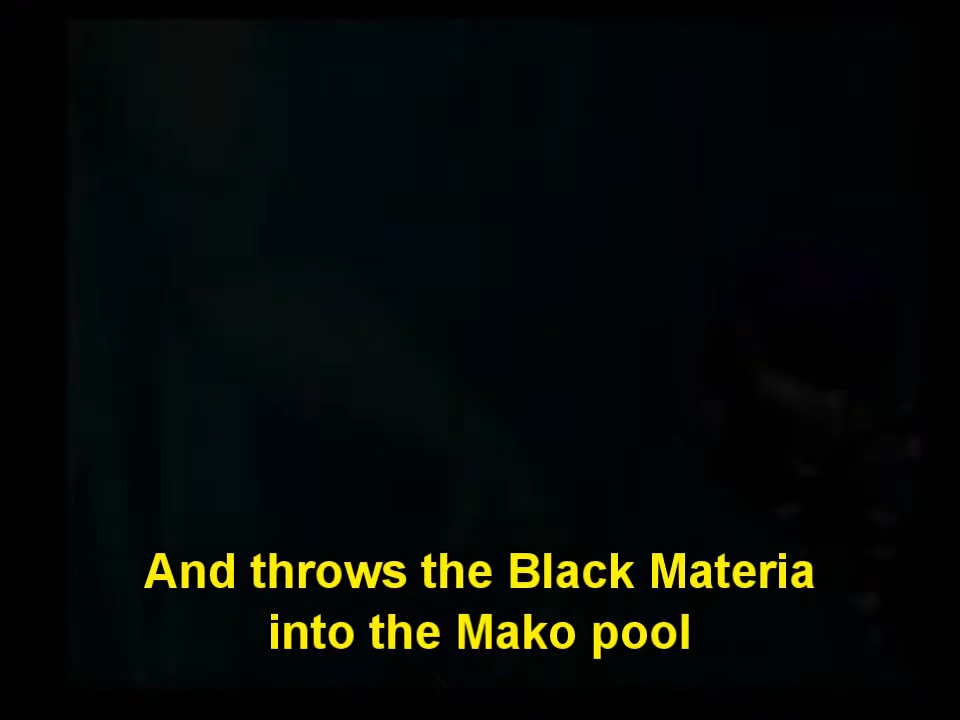 And throws the Black Materia
into the Mako pool